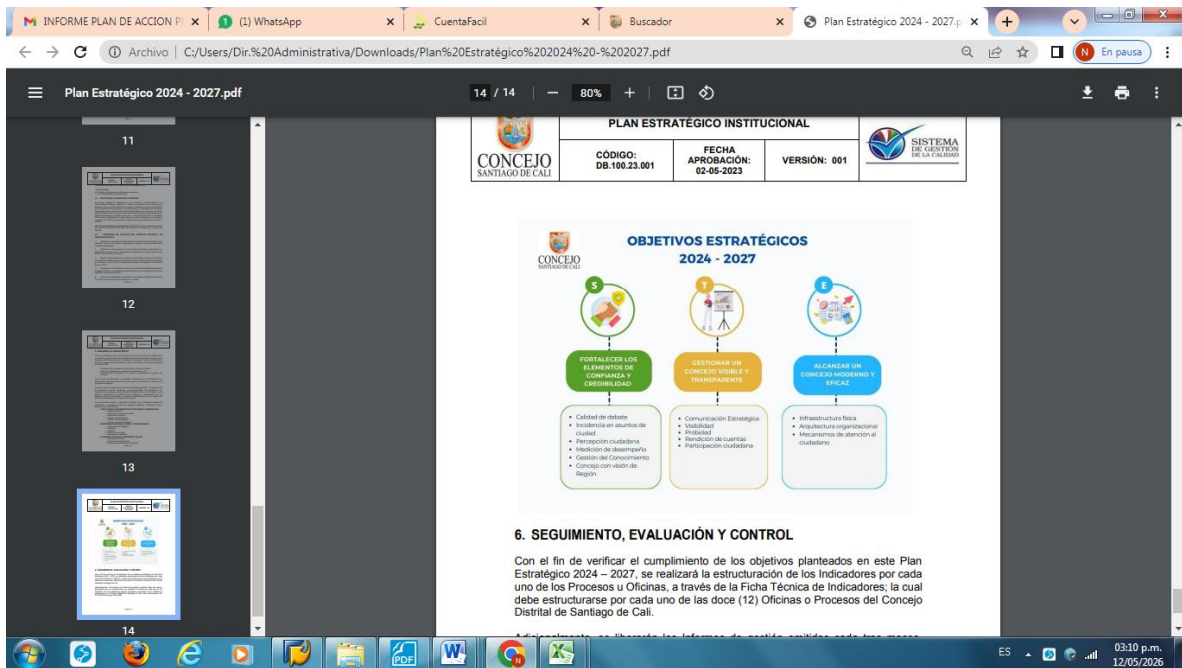 INFORME PLAN DE ACCION P
(1) WhatsApp
CuentaFacil
Buscador
Plan Estratégico 2024 - 2027.p
Archivo | C:/Users/Dir.%20Administrativa/Downloads/Plan%20Estratégico%202024%20-%202027.pdf
N En pausa
Plan Estratégico 2024 - 2027.pdf
14 / 14 | − 80% +
11
12
13
14
CONCEJO
SANTIAGO DE CALI
PLAN ESTRATÉGICO INSTITUCIONAL
CÓDIGO:
DB.100.23.001
FECHA
APROBACIÓN:
02-05-2023
VERSIÓN: 001
SISTEMA
DE GESTIÓN
DE LA CALIDAD
CONCEJO
SANTIAGO DE CALI
OBJETIVOS ESTRATÉGICOS
2024 - 2027
S
T
E
FORTALECER LOS
ELEMENTOS DE
CONFIANZA Y
CREDIBILIDAD
GESTIONAR UN
CONCEJO VISIBLE Y
TRANSPARENTE
ALCANZAR UN
CONCEJO MODERNO Y
EFICAZ
• Calidad de debate
• Incidencia en asuntos de
ciudad
• Percepción ciudadana
• Medición de desempeño
• Gestión del Conocimiento
• Concejo con visión de
Región
• Comunicación Estratégica
• Visibilidad
• Probidad
• Rendición de cuentas
• Participación ciudadana
• Infraestructura física
• Arquitectura organizacional
• Mecanismos de atención al
ciudadano
6. SEGUIMIENTO, EVALUACIÓN Y CONTROL
Con el fin de verificar el cumplimiento de los objetivos planteados en este Plan
Estratégico 2024 – 2027, se realizará la estructuración de los Indicadores por cada
uno de los Procesos u Oficinas, a través de la Ficha Técnica de Indicadores; la cual
debe estructurarse por cada uno de las doce (12) Oficinas o Procesos del Concejo
Distrital de Santiago de Cali.
ES
03:10 p.m.
12/05/2026